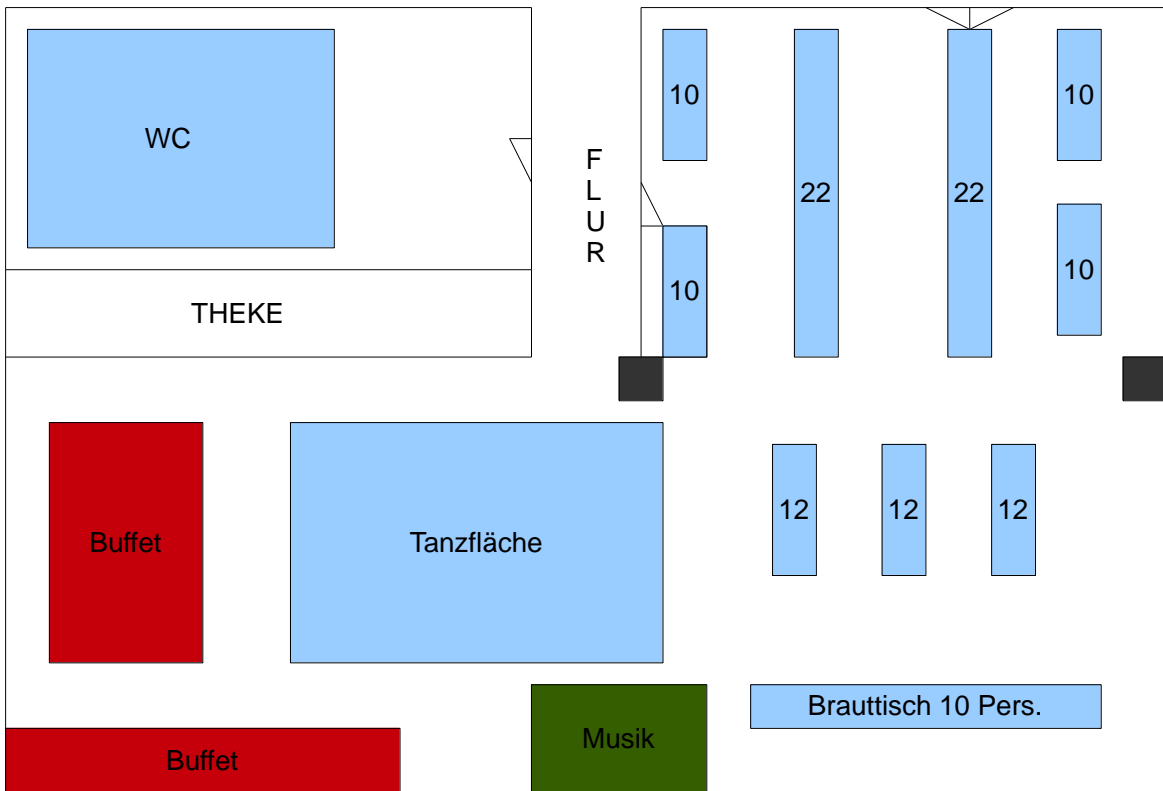 10
10
WC
F
L
U
R
22
22
10
10
THEKE
12
12
12
Buffet
Tanzfläche
Brauttisch 10 Pers.
Musik
Buffet